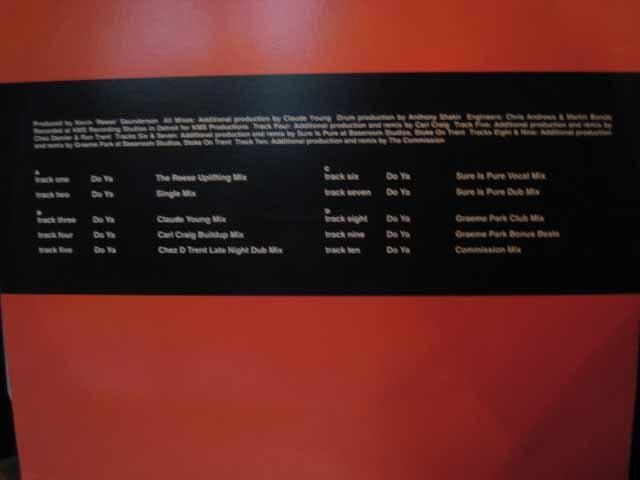 Produced by Kevin 'Reese' Saunderson All Mixes: Additional production by Claude Young Drum production by Anthony Shakir Engineers: Chris Andrews & Martin Bonds
Recorded at KMS Recording Studios in Detroit for KMS Productions Track Four: Additional production and remix by Carl Craig Track Five: Additional production and remix by
Chez Damier & Ron Trent Tracks Six & Seven: Additional production and remix by Sure Is Pure at Baseroom Studios, Stoke On Trent Tracks Eight & Nine: Additional production
and remix by Graeme Park at Baseroom Studios, Stoke On Trent Track Ten: Additional production and remix by The Commission
A
track one Do Ya The Reese Uplifting Mix
track two Do Ya Single Mix
B
track three Do Ya Claude Young Mix
track four Do Ya Carl Craig Buildup Mix
track five Do Ya Chez D Trent Late Night Dub Mix
C
track six Do Ya Sure Is Pure Vocal Mix
track seven Do Ya Sure Is Pure Dub Mix
D
track eight Do Ya Graeme Park Club Mix
track nine Do Ya Graeme Park Bonus Beats
track ten Do Ya Commission Mix